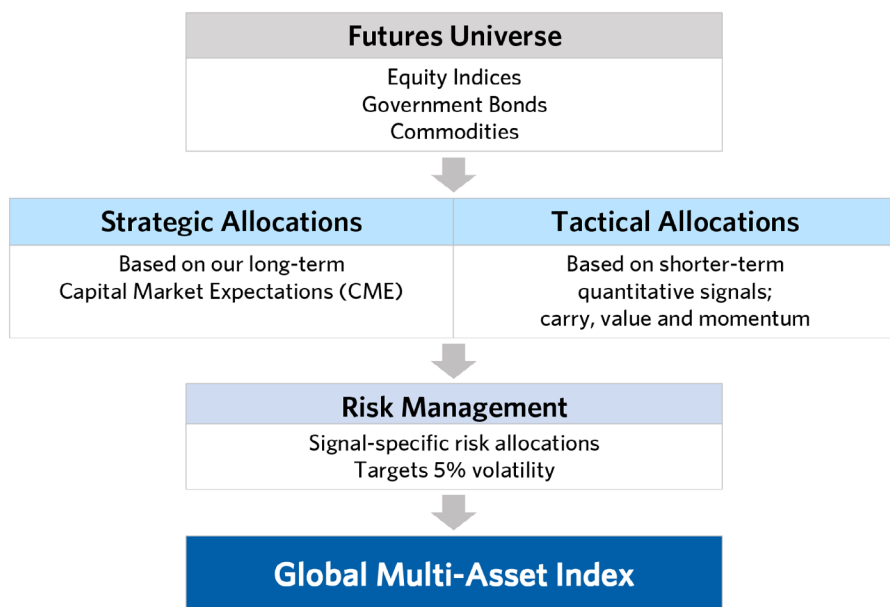 Futures Universe
Equity Indices
Government Bonds
Commodities
Strategic Allocations
Based on our long-term
Capital Market Expectations (CME)
Tactical Allocations
Based on shorter-term
quantitative signals;
carry, value and momentum
Risk Management
Signal-specific risk allocations
Targets 5% volatility
Global Multi-Asset Index